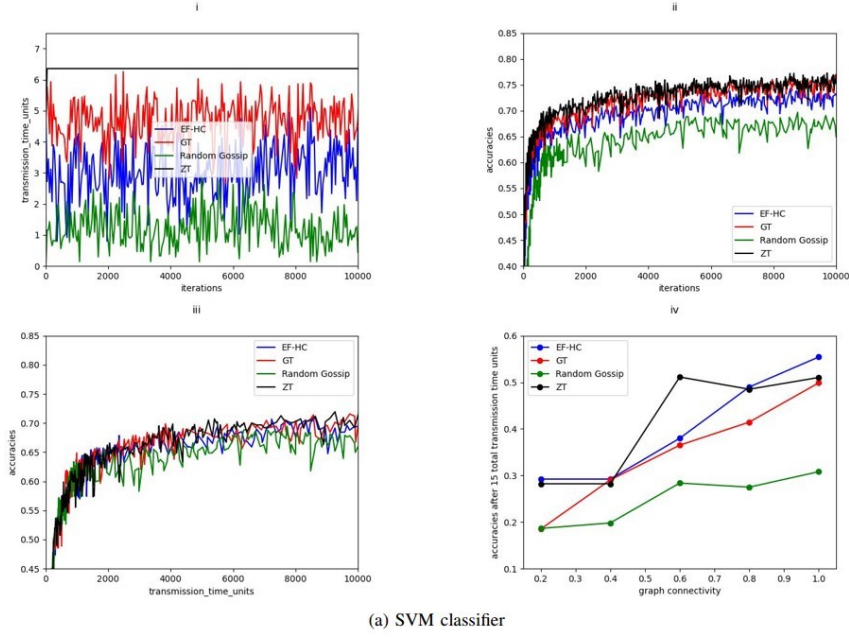 i
7
6
5
4
3
2
1
0
transmission_time_units
EF-HC
GT
Random Gossip
ZT
0 2000 4000 6000 8000 10000
iterations
ii
0.85
0.80
0.75
0.70
0.65
0.60
0.55
0.50
0.45
0.40
accuracies
EF-HC
GT
Random Gossip
ZT
0 2000 4000 6000 8000 10000
iterations
iii
0.85
0.80
0.75
0.70
0.65
0.60
0.55
0.50
0.45
accuracies
EF-HC
GT
Random Gossip
ZT
0 2000 4000 6000 8000 10000
transmission_time_units
iv
0.6
0.5
0.4
0.3
0.2
0.1
accuracies after 15 total transmission time units
EF-HC
GT
Random Gossip
ZT
0.2 0.3 0.4 0.5 0.6 0.7 0.8 0.9 1.0
graph connectivity
(a) SVM classifier